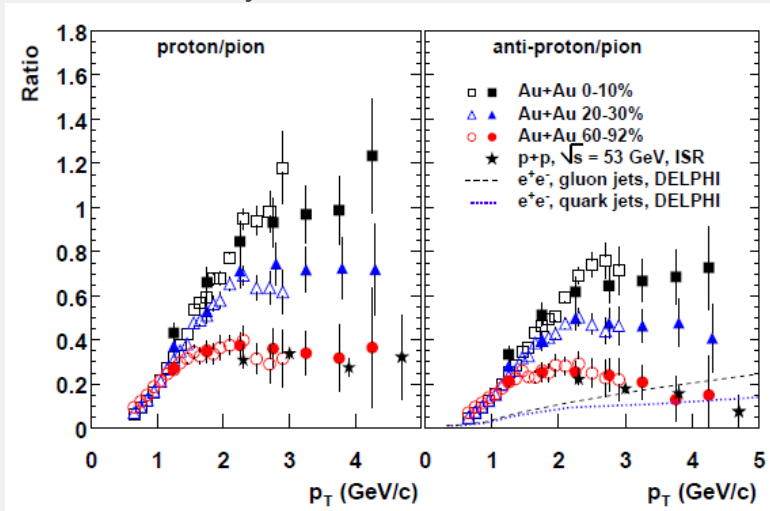 proton/pion
anti-proton/pion
Ratio
1.8
1.6
1.4
1.2
1
0.8
0.6
0.4
0.2
0
Au+Au 0-10%
Au+Au 20-30%
Au+Au 60-92%
p+p, √s = 53 GeV, ISR
e⁺e⁻, gluon jets, DELPHI
e⁺e⁻, quark jets, DELPHI
0 1 2 3 4 0 1 2 3 4 5
p_T (GeV/c) p_T (GeV/c)